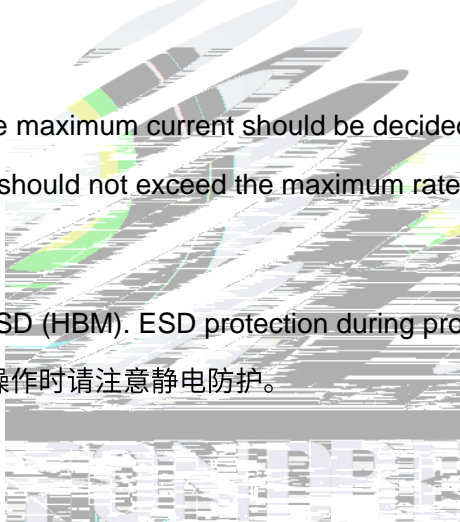 e maximum current should be decided
should not exceed the maximum rate
SD (HBM). ESD protection during pro
操作时请注意静电防护。